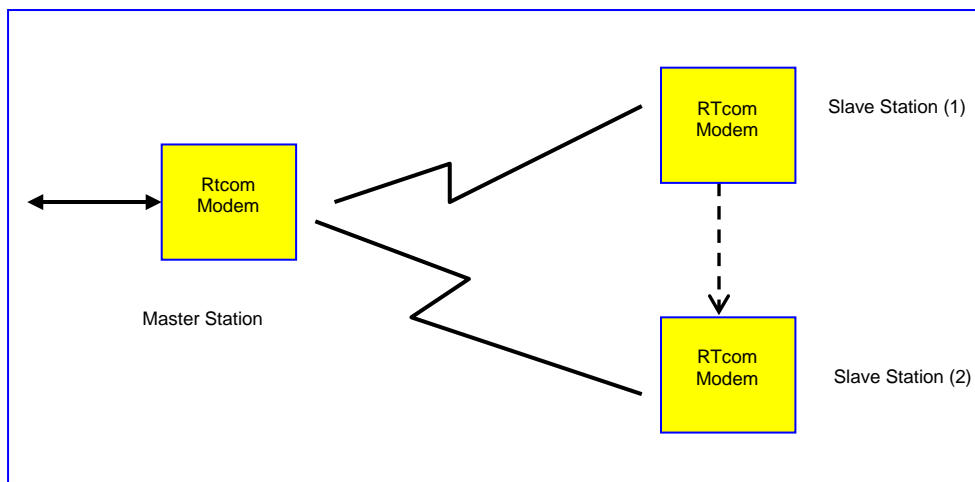 RTcom
Modem
Slave Station (1)
Rtcom
Modem
Master Station
RTcom
Modem
Slave Station (2)